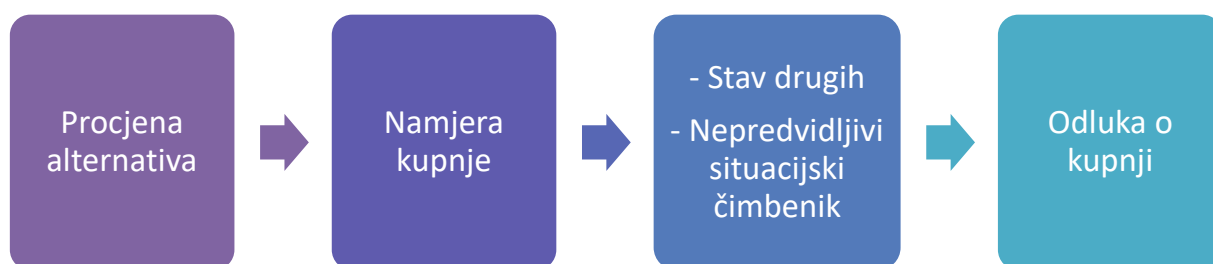 Procjena
alternativa
Namjera
kupnje
- Stav drugih
- Nepredvidljivi
situacijski
čimbenik
Odluka o
kupnji